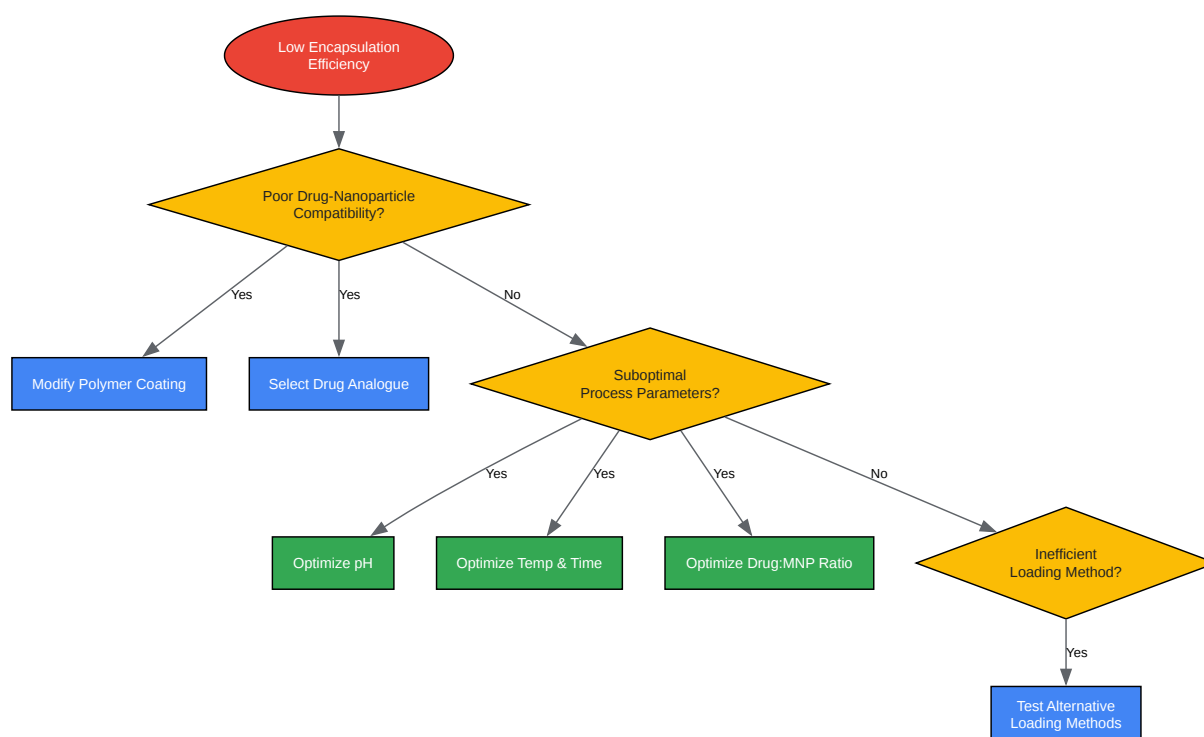 Low Encapsulation
Efficiency
Poor Drug-Nanoparticle
Compatibility?
Yes
Yes
No
Modify Polymer Coating
Select Drug Analogue
Suboptimal
Process Parameters?
Yes
Yes
Yes
No
Optimize pH
Optimize Temp & Time
Optimize Drug:MNP Ratio
Inefficient
Loading Method?
Yes
Test Alternative
Loading Methods